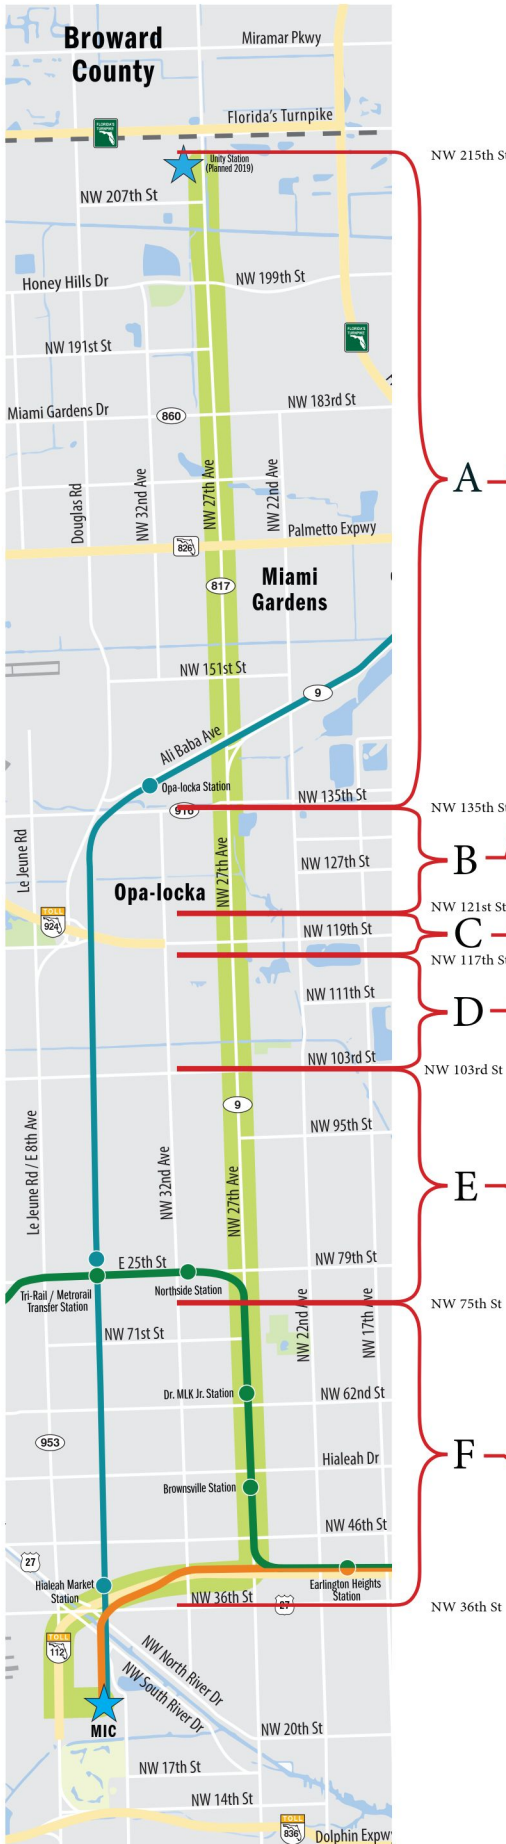 Broward
County
Miramar Pkwy
FLORIDA'S
TURNPIKE
Florida's Turnpike
Unity Station
(Planned 2019)
NW 215th St
NW 207th St
Honey Hills Dr
NW 199th St
FLORIDA'S
TURNPIKE
NW 191st St
Miami Gardens Dr
860
NW 183rd St
Douglas Rd
NW 32nd Ave
NW 27th Ave
NW 22nd Ave
A
Palmetto Expwy
826
817
Miami
Gardens
NW 151st St
9
Ali Baba Ave
Opa-locka Station
NW 135th St
NW 135th St
Le Jeune Rd
NW 27th Ave
NW 127th St
B
Opa-locka
TOLL
924
NW 121st St
NW 119th St
C
NW 117th St
NW 111th St
D
NW 103rd St
NW 103rd St
9
NW 95th St
Le Jeune Rd / E 8th Ave
NW 32nd Ave
NW 27th Ave
E
E 25th St
NW 79th St
Tri-Rail / Metrorail
Transfer Station
Northside Station
NW 75th St
NW 71st St
NW 22nd Ave
NW 17th Ave
Dr. MLK Jr. Station
NW 62nd St
953
Hialeah Dr
F
Brownsville Station
NW 46th St
27
Hialeah Market
Station
Earlington Heights
Station
NW 36th St
27
NW 36th St
TOLL
112
NW North River Dr
NW South River Dr
MIC
NW 20th St
NW 17th St
NW 14th St
TOLL
836
Dolphin Expwy